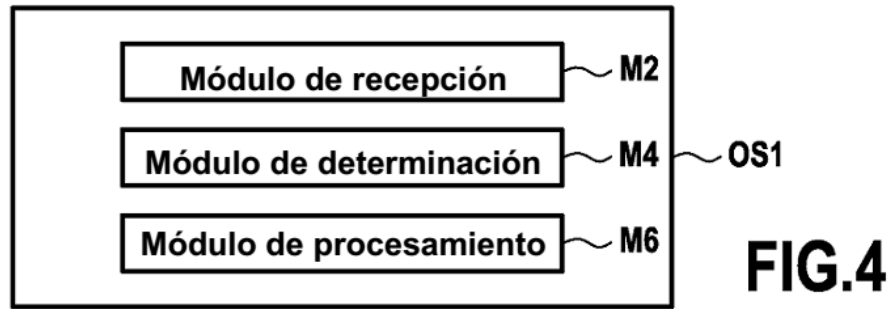 Módulo de recepción M2
Módulo de determinación M4 OS1
Módulo de procesamiento M6
FIG.4